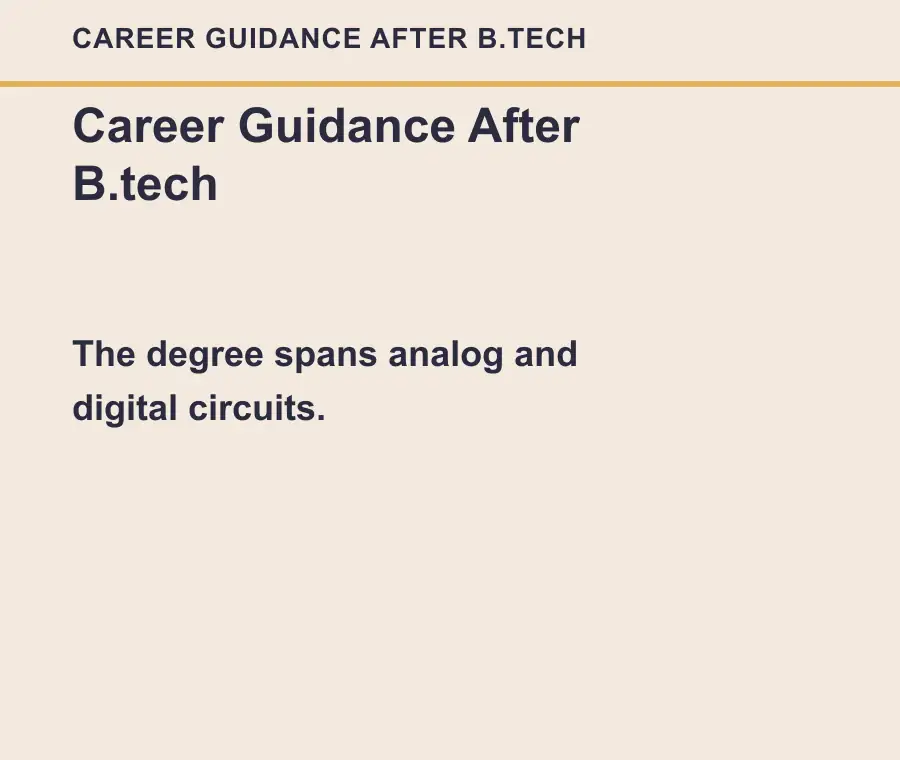 CAREER GUIDANCE AFTER B.TECH
Career Guidance After
B.tech
The degree spans analog and
digital circuits.